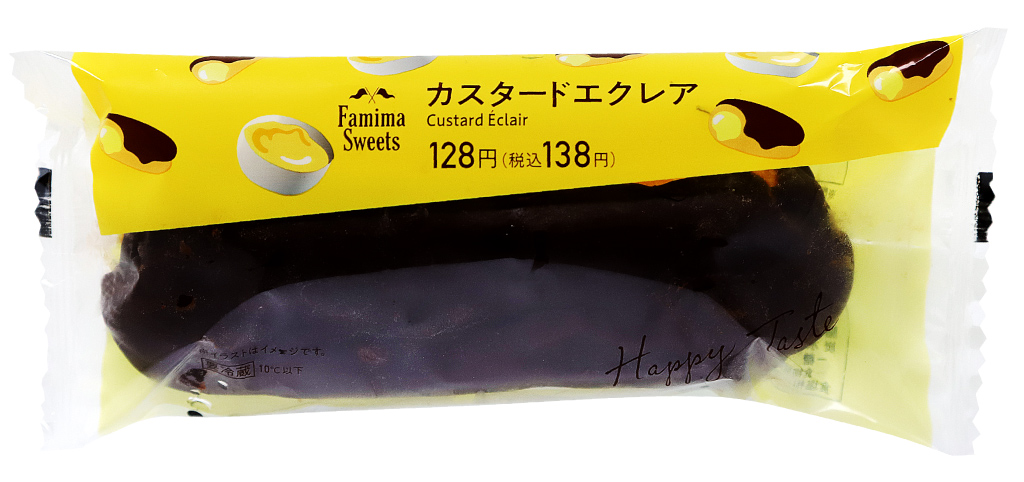 Famima
Sweets
カスタードエクレア
Custard Éclair
128円(税込138円)
Happy Taste
※イラストはイメージです。
要冷蔵 10℃以下